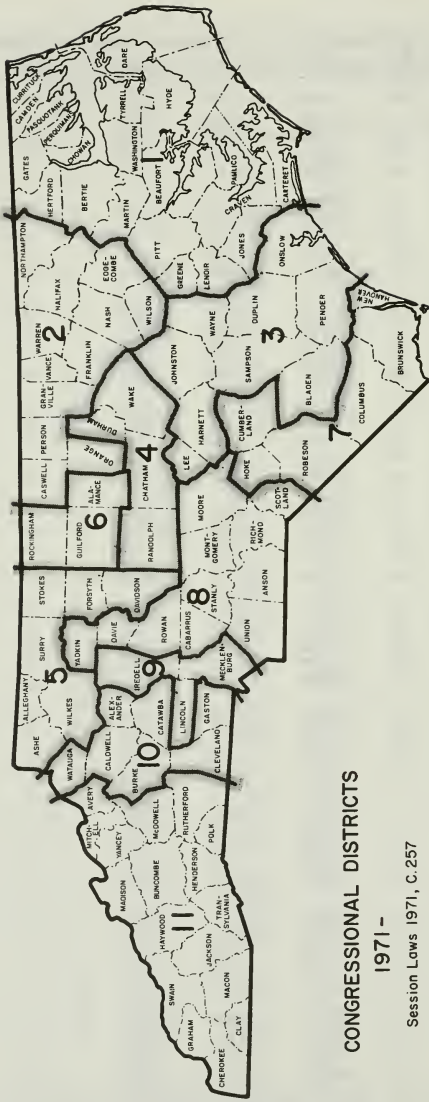 CURRITUCK
CAMDEN
PASQUOTANK
PERQUIMAN
CHOWAN
GATES
HERTFORD
BERTIE
NORTHAMPTON
HALIFAX
WARREN
VANCE
GRAN-
VILLE
PERSON
CASWELL
ROCKINGHAM
STOKES
SURRY
ALLEGHANY
ASHE
WATAUGA
WILKES
YADKIN
FORSYTH
GUILFORD
ALA-
MANCE
ORANGE
DURHAM
FRANKLIN
NASH
EDGE-
COMBE
MARTIN
WASHINGTON
TYRRELL
DARE
HYDE
BEAUFORT
PITT
WILSON
WAKE
CHATHAM
RANDOLPH
DAVIDSON
DAVIE
IREDELL
ALEX-
ANDER
CALDWELL
AVERY
MITCH-
ELL
YANCEY
MADISON
BUNCOMBE
McDOWELL
BURKE
CATAWBA
ROWAN
LINCOLN
GASTON
CLEVELAND
RUTHERFORD
POLK
HENDERSON
TRAN-
SYLVANIA
HAYWOOD
JACKSON
SWAIN
GRAHAM
MACON
CLAY
CHEROKEE
MECKLEN-
BURG
CABARRUS
STANLY
UNION
ANSON
MONT-
GOMERY
RICH-
MOND
MOORE
LEE
HARNETT
JOHNSTON
WAYNE
GREENE
LENOIR
JONES
CRAVEN
PAMLICO
CARTERET
ONSLOW
DUPLIN
SAMPSON
CUMBER-
LAND
HOKE
SCOT-
LAND
ROBESON
BLADEN
PENDER
NEW
HANOVER
COLUMBUS
BRUNSWICK
1
2
3
4
5
6
7
8
9
10
11
CONGRESSIONAL DISTRICTS
1971-
Session Laws 1971, C.257